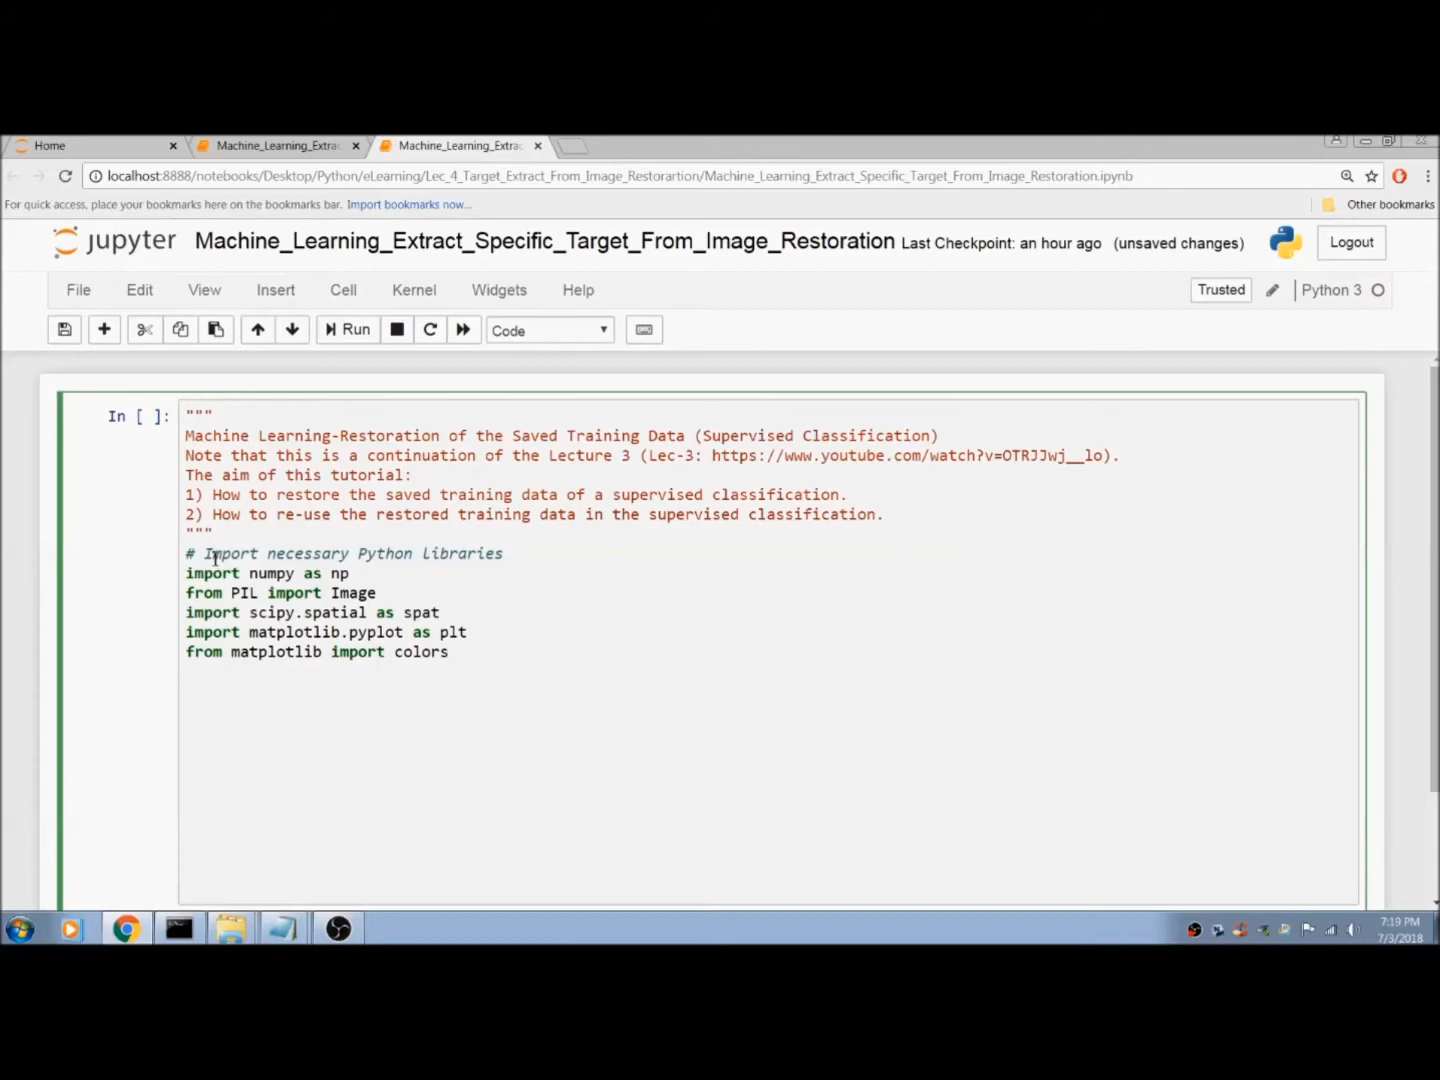 Home
Machine_Learning_Extrac
Machine_Learning_Extrac
localhost:8888/notebooks/Desktop/Python/eLearning/Lec_4_Target_Extract_From_Image_Restorartion/Machine_Learning_Extract_Specific_Target_From_Image_Restoration.ipynb
For quick access, place your bookmarks here on the bookmarks bar. Import bookmarks now... Other bookmarks
jupyter Machine_Learning_Extract_Specific_Target_From_Image_Restoration Last Checkpoint: an hour ago (unsaved changes) Logout
File Edit View Insert Cell Kernel Widgets Help Trusted Python 3
Run Code
In [ ]: """
Machine Learning-Restoration of the Saved Training Data (Supervised Classification)
Note that this is a continuation of the Lecture 3 (Lec-3: https://www.youtube.com/watch?v=OTRJJwj__lo).
The aim of this tutorial:
1) How to restore the saved training data of a supervised classification.
2) How to re-use the restored training data in the supervised classification.
"""
# Import necessary Python Libraries
import numpy as np
from PIL import Image
import scipy.spatial as spat
import matplotlib.pyplot as plt
from matplotlib import colors
7:19 PM
7/3/2018